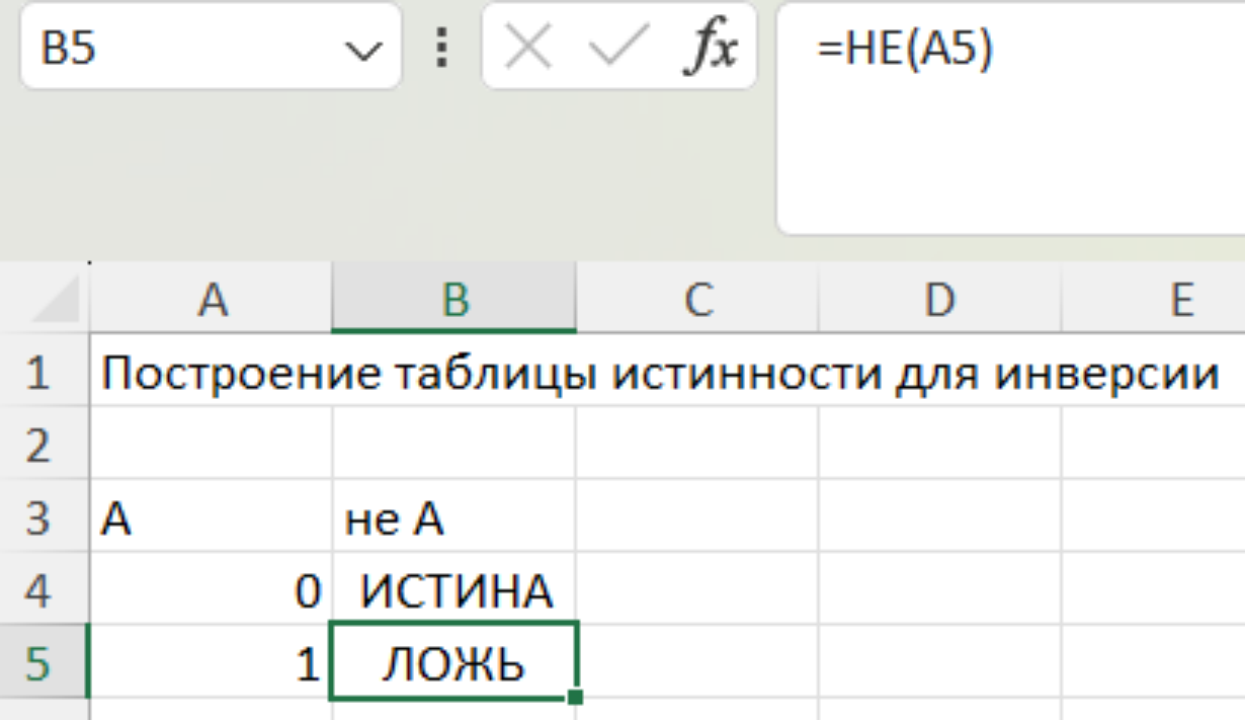 B5 fx =НЕ(A5)
A B C D E
1 Построение таблицы истинности для инверсии
2
3 А не А
4 0 ИСТИНА
5 1 ЛОЖЬ